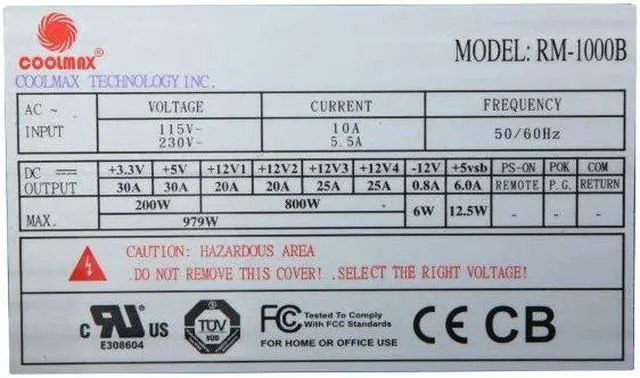 COOLMAX®
COOLMAX TECHNOLOGY INC.
MODEL: RM-1000B
AC ~ INPUT VOLTAGE CURRENT FREQUENCY
115V~ 10A 50/60Hz
230V~ 5.5A
DC OUTPUT +3.3V +5V +12V1 +12V2 +12V3 +12V4 -12V +5vsb PS-ON POK COM
30A 30A 20A 20A 25A 25A 0.8A 6.0A REMOTE P.G. RETURN
MAX. 200W 800W - 6W 12.5W - - -
979W
CAUTION: HAZARDOUS AREA
.DO NOT REMOVE THIS COVER! .SELECT THE RIGHT VOLTAGE!
c RU US
E308604
TÜV
SÜD
FC Tested To Comply
With FCC Standards
FOR HOME OR OFFICE USE
CE CB